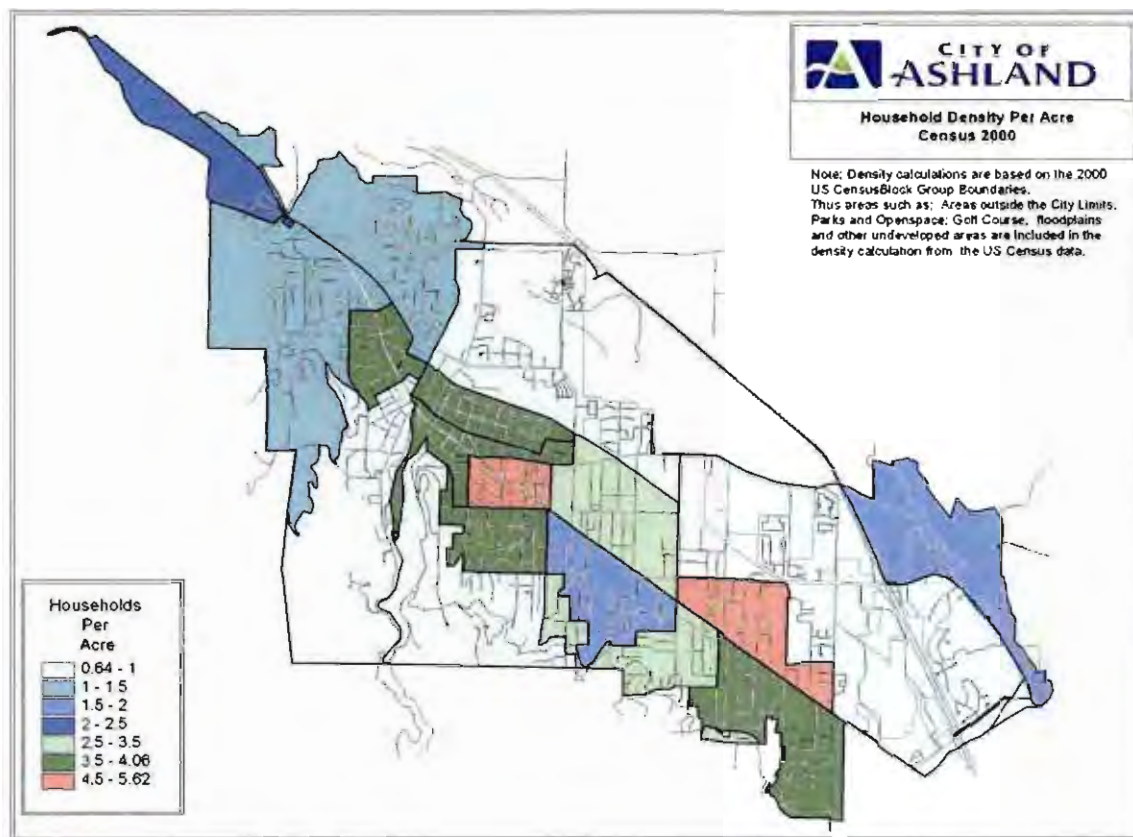 CITY OF
ASHLAND
Household Density Per Acre
Census 2000
Note: Density calculations are based on the 2000
US CensusBlock Group Boundaries.
Thus areas such as; Areas outside the City Limits,
Parks and Openspace; Golf Course, floodplains
and other undeveloped areas are included in the
density calculation from the US Census data.
Households
Per
Acre
0.64 - 1
1 - 1.5
1.5 - 2
2 - 2.5
2.5 - 3.5
3.5 - 4.06
4.5 - 5.62